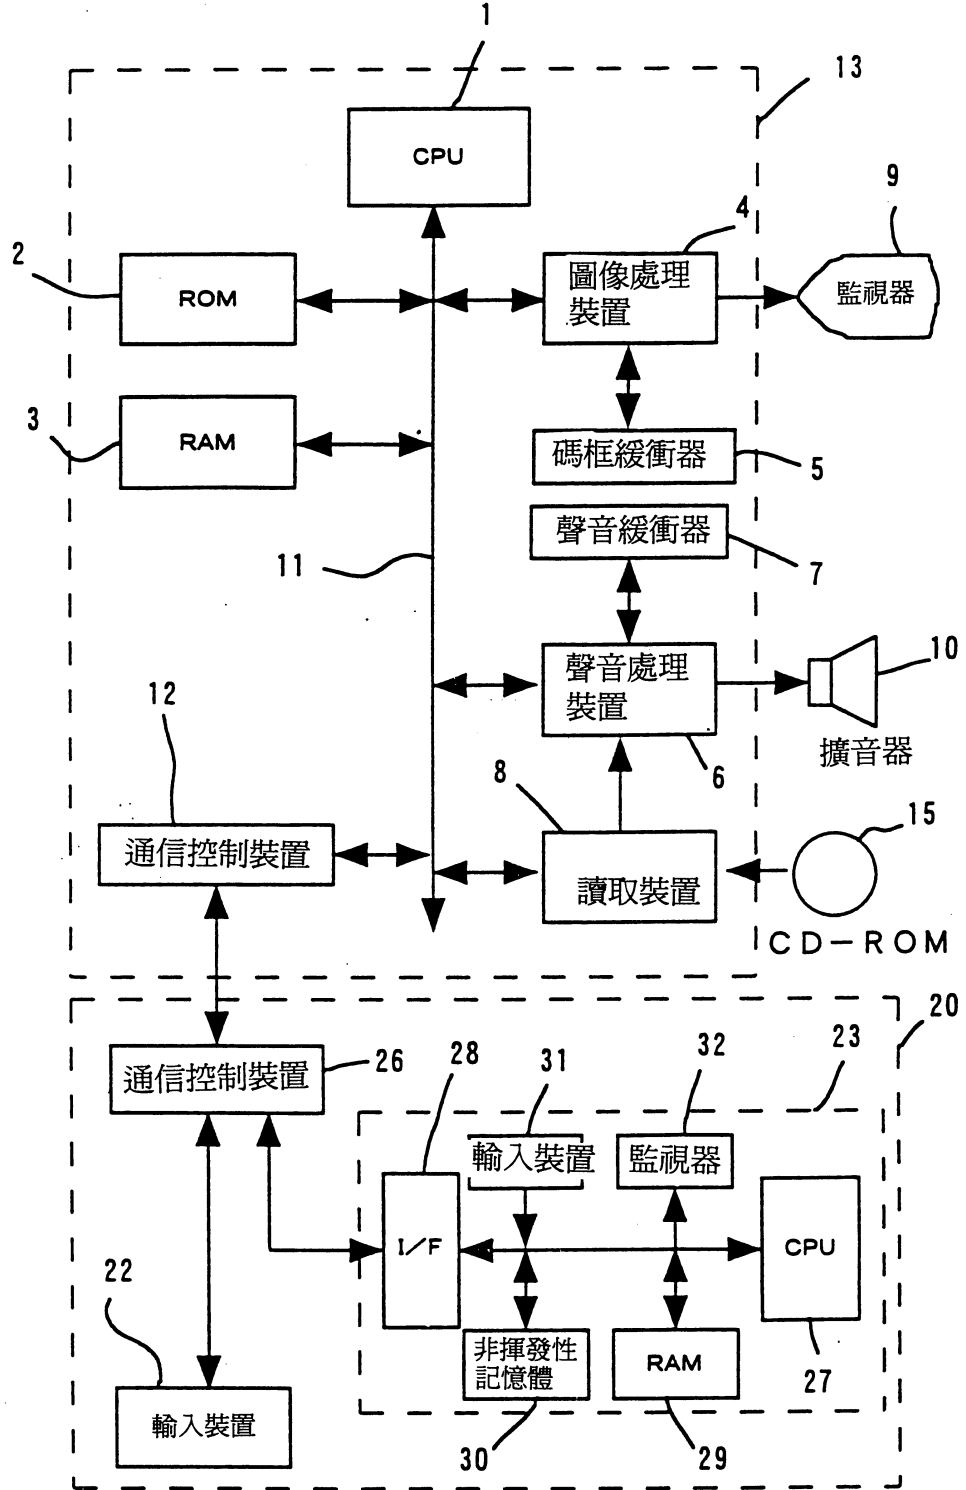 1
13
CPU
9
4
2
ROM
圖像處理
裝置
監視器
3
RAM
碼框緩衝器
5
聲音緩衝器
11
7
聲音處理
裝置
10
擴音器
12
8
6
15
通信控制裝置
讀取裝置
CD-ROM
20
通信控制裝置
26
28
31
32
23
輸入裝置
監視器
I/F
CPU
22
非揮發性
記憶體
RAM
27
輸入裝置
30
29